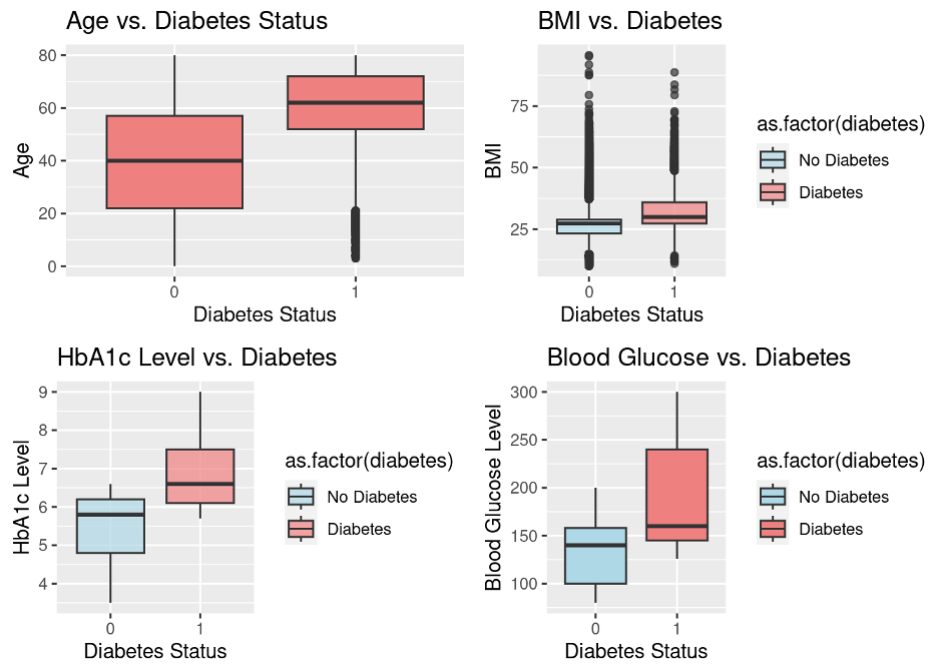 Age vs. Diabetes Status
80
60
40
20
0
Age
0
1
Diabetes Status
BMI vs. Diabetes
75
50
25
BMI
0
1
Diabetes Status
as.factor(diabetes)
No Diabetes
Diabetes
HbA1c Level vs. Diabetes
9
8
7
6
5
4
HbA1c Level
0
1
Diabetes Status
as.factor(diabetes)
No Diabetes
Diabetes
Blood Glucose vs. Diabetes
300
250
200
150
100
Blood Glucose Level
0
1
Diabetes Status
as.factor(diabetes)
No Diabetes
Diabetes